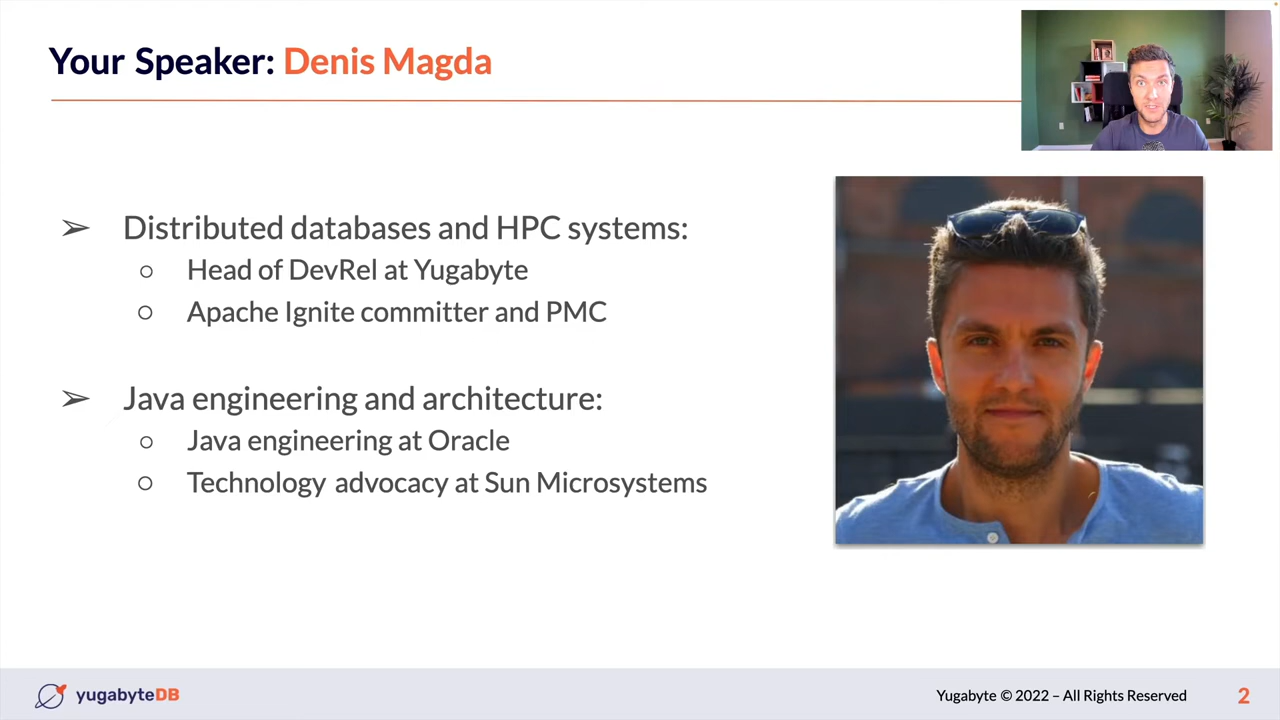 Your Speaker: Denis Magda
➢ Distributed databases and HPC systems:
○ Head of DevRel at Yugabyte
○ Apache Ignite committer and PMC
➢ Java engineering and architecture:
○ Java engineering at Oracle
○ Technology advocacy at Sun Microsystems
yugabyteDB
Yugabyte © 2022 – All Rights Reserved
2